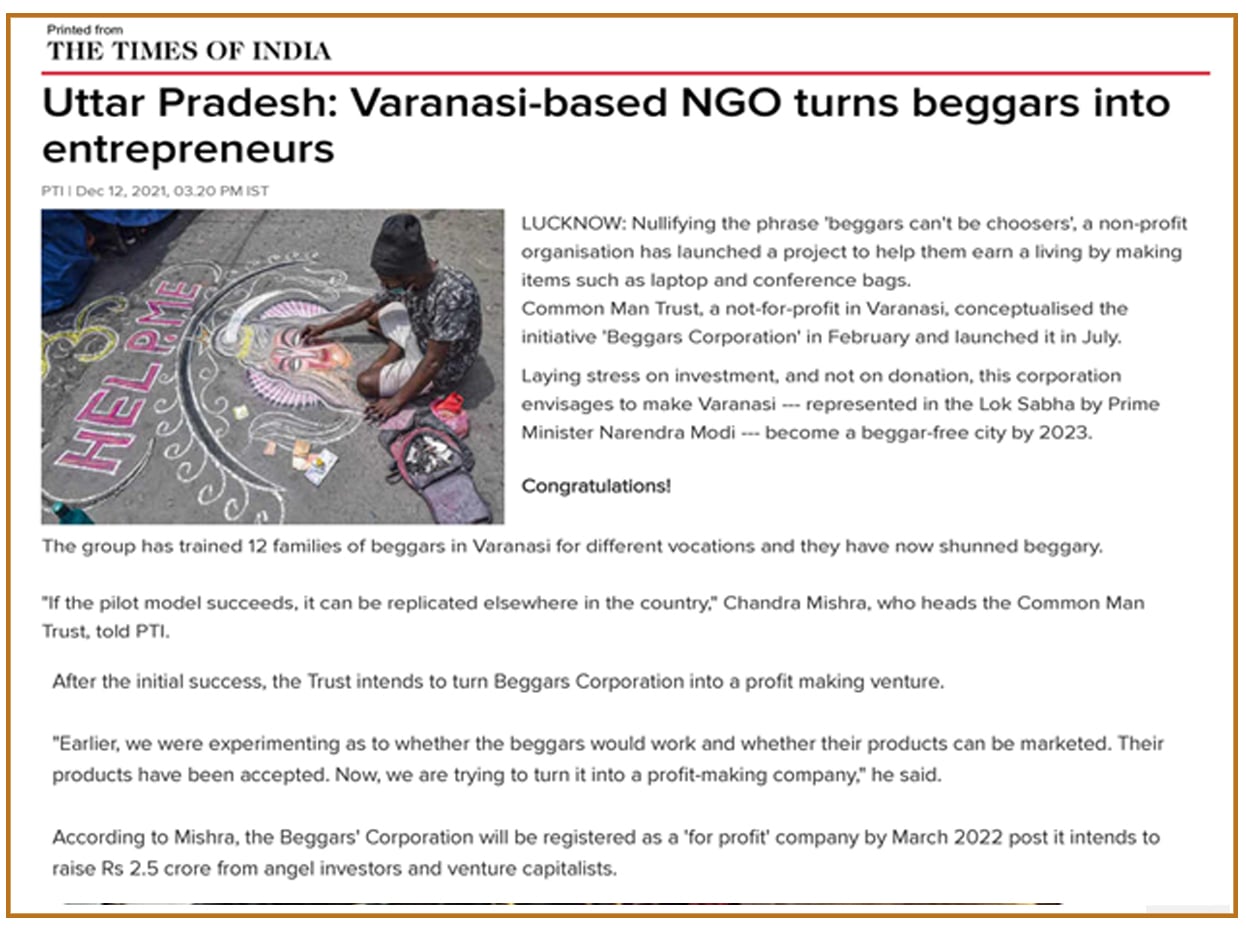 Printed from
THE TIMES OF INDIA
Uttar Pradesh: Varanasi-based NGO turns beggars into
entrepreneurs
PTI | Dec 12, 2021, 03.20 PM IST
HELP ME
LUCKNOW: Nullifying the phrase 'beggars can't be choosers', a non-profit
organisation has launched a project to help them earn a living by making
items such as laptop and conference bags.
Common Man Trust, a not-for-profit in Varanasi, conceptualised the
initiative 'Beggars Corporation' in February and launched it in July.
Laying stress on investment, and not on donation, this corporation
envisages to make Varanasi --- represented in the Lok Sabha by Prime
Minister Narendra Modi --- become a beggar-free city by 2023.
Congratulations!
The group has trained 12 families of beggars in Varanasi for different vocations and they have now shunned beggary.
"If the pilot model succeeds, it can be replicated elsewhere in the country," Chandra Mishra, who heads the Common Man
Trust, told PTI.
After the initial success, the Trust intends to turn Beggars Corporation into a profit making venture.
"Earlier, we were experimenting as to whether the beggars would work and whether their products can be marketed. Their
products have been accepted. Now, we are trying to turn it into a profit-making company," he said.
According to Mishra, the Beggars' Corporation will be registered as a 'for profit' company by March 2022 post it intends to
raise Rs 2.5 crore from angel investors and venture capitalists.